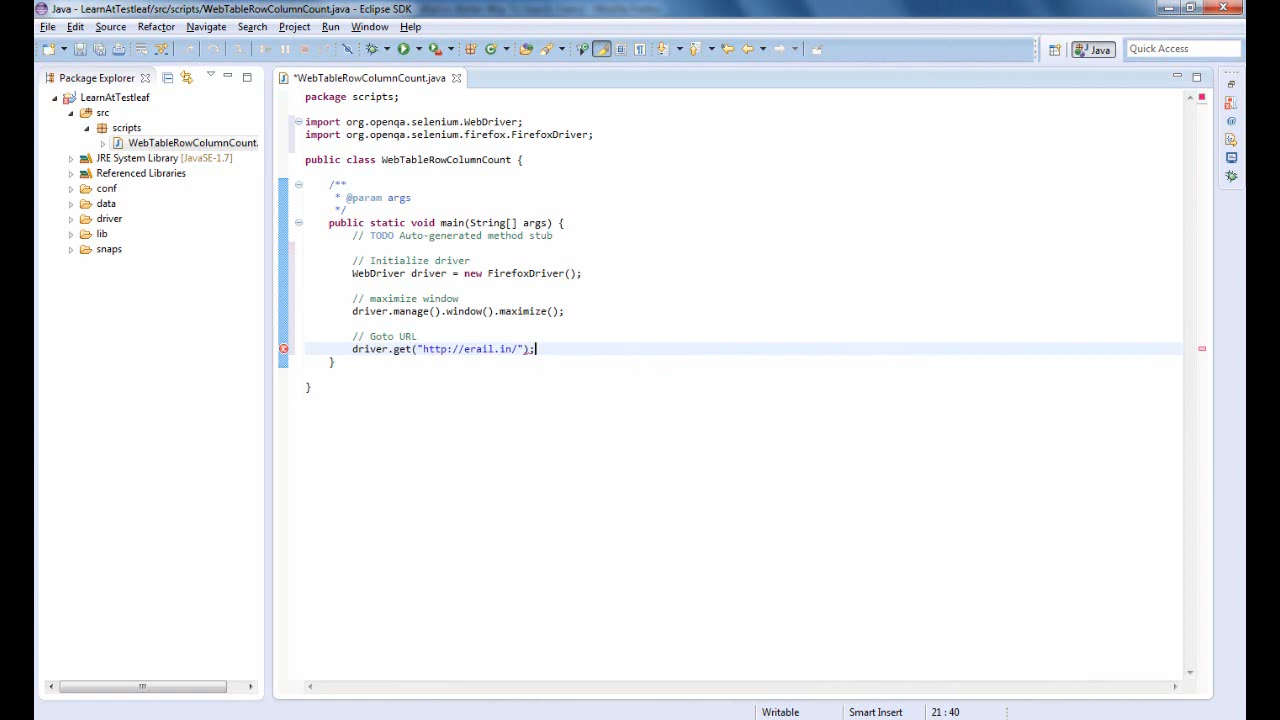 Java - LearnAtTestleaf/src/scripts/WebTableRowColumnCount.java - Eclipse SDK
File Edit Source Refactor Navigate Search Project Run Window Help
Java
Quick Access
Package Explorer
LearnAtTestleaf
src
scripts
WebTableRowColumnCount.
JRE System Library [JavaSE-1.7]
Referenced Libraries
conf
data
driver
lib
snaps
*WebTableRowColumnCount.java
package scripts;
import org.openqa.selenium.WebDriver;
import org.openqa.selenium.firefox.FirefoxDriver;
public class WebTableRowColumnCount {
/**
* @param args
*/
public static void main(String[] args) {
// TODO Auto-generated method stub
// Initialize driver
WebDriver driver = new FirefoxDriver();
// maximize window
driver.manage().window().maximize();
// Goto URL
driver.get("http://erail.in/");
}
}
Writable
Smart Insert
21 : 40